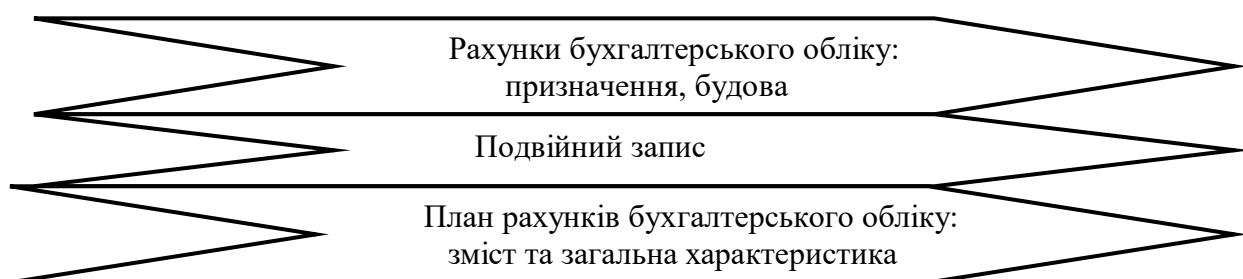 Рахунки бухгалтерського обліку:
призначення, будова
Подвійний запис
План рахунків бухгалтерського обліку:
зміст та загальна характеристика